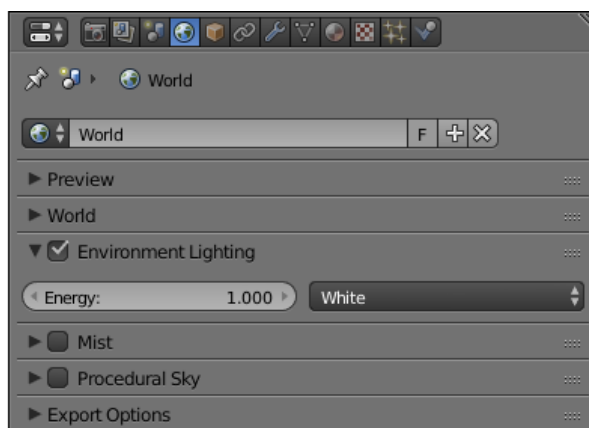 World
World F
Preview
World
Environment Lighting
Energy: 1.000 White
Mist
Procedural Sky
Export Options